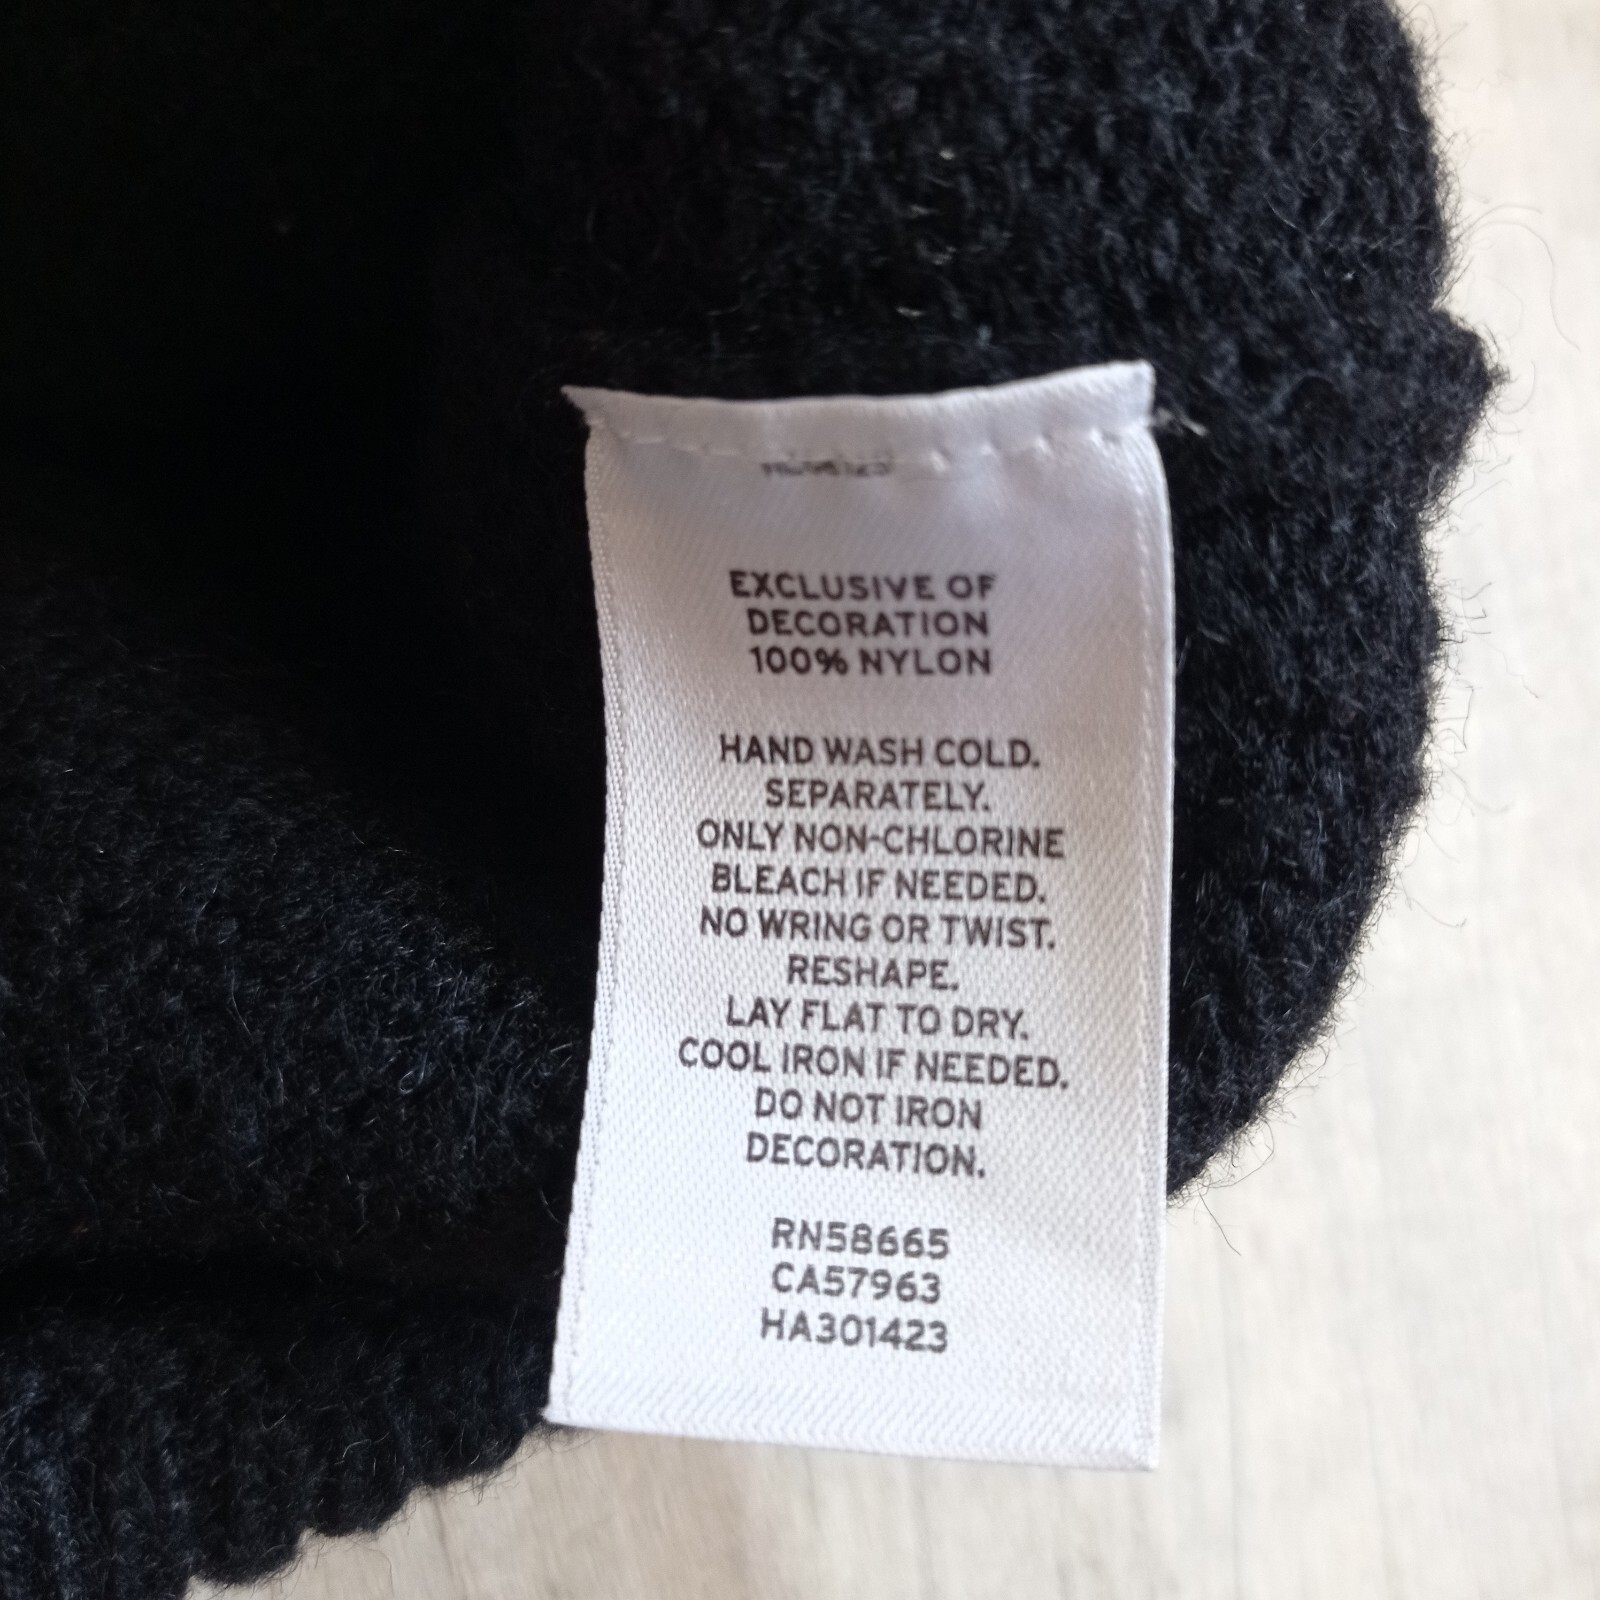 EXCLUSIVE OF
DECORATION
100% NYLON
HAND WASH COLD.
SEPARATELY.
ONLY NON-CHLORINE
BLEACH IF NEEDED.
NO WRING OR TWIST.
RESHAPE.
LAY FLAT TO DRY.
COOL IRON IF NEEDED.
DO NOT IRON
DECORATION.
RN58665
CA57963
HA301423